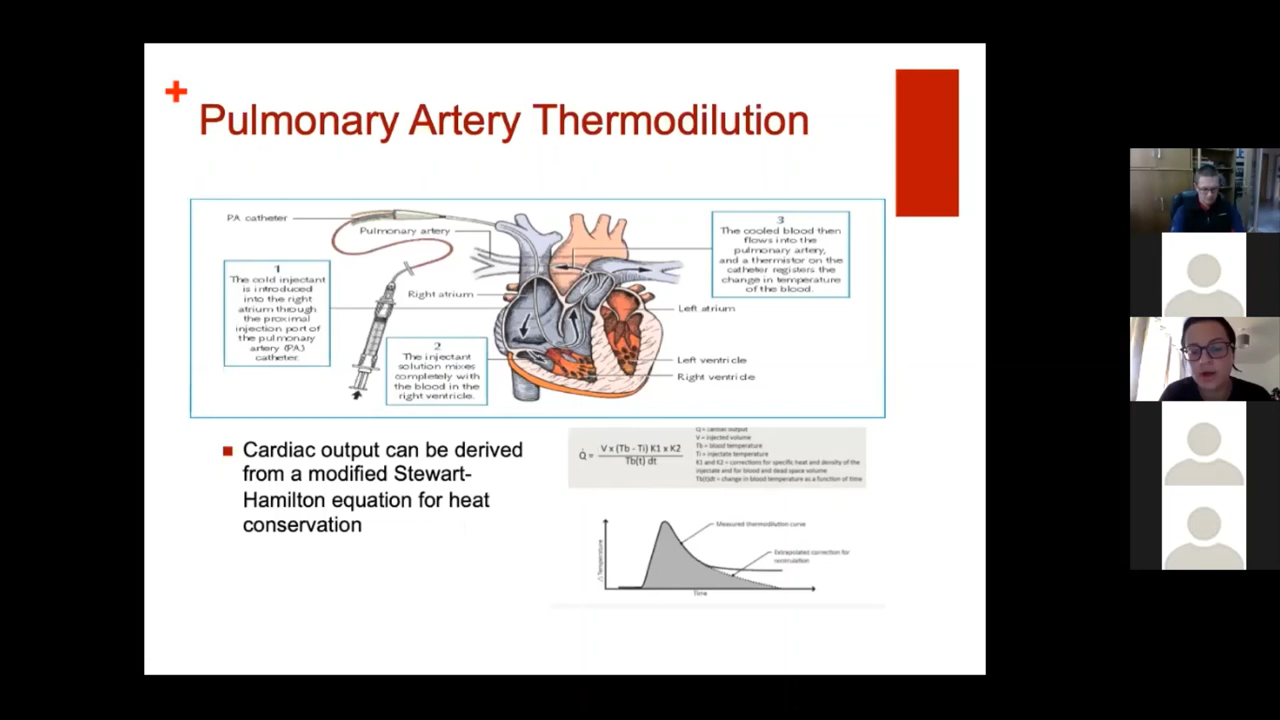 +
Pulmonary Artery Thermodilution
PA catheter
Pulmonary artery
1
The cold injectant
is introduced
into the right
atrium through
the proximal
injection port of
the pulmonary
artery (PA)
catheter.
Right atrium
2
The injectant
solution mixes
completely with
the blood in the
right ventricle.
3
The cooled blood then
flows into the
pulmonary artery,
and a thermistor on the
catheter registers the
change in temperature
of the blood.
Left atrium
Left ventricle
Right ventricle
Cardiac output can be derived
from a modified Stewart-
Hamilton equation for heat
conservation
Q̇ = V x (Tb - Ti) K1 x K2
Tb(t) dt
Q = cardiac output
V = injected volume
Tb = blood temperature
Ti = injectate temperature
K1 and K2 = corrections for specific heat and density of the
injectate and for blood and dead space volume
Tb(t)dt = change in blood temperature as a function of time
Measured thermodilution curve
Extrapolated correction for
recirculation
△ Temperature
Time